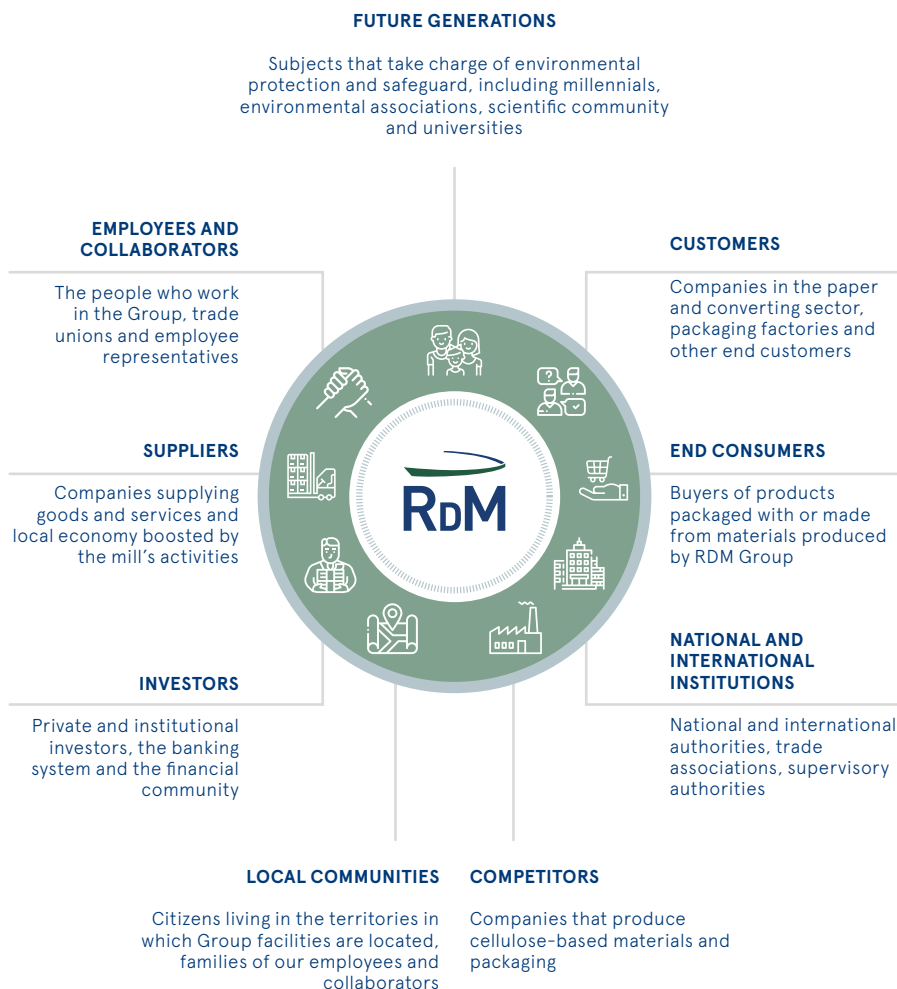 FUTURE GENERATIONS
Subjects that take charge of environmental
protection and safeguard, including millennials,
environmental associations, scientific community
and universities
EMPLOYEES AND
COLLABORATORS
The people who work
in the Group, trade
unions and employee
representatives
CUSTOMERS
Companies in the paper
and converting sector,
packaging factories and
other end customers
SUPPLIERS
Companies supplying
goods and services and
local economy boosted by
the mill's activities
RDM
END CONSUMERS
Buyers of products
packaged with or made
from materials produced
by RDM Group
INVESTORS
Private and institutional
investors, the banking
system and the financial
community
NATIONAL AND
INTERNATIONAL
INSTITUTIONS
National and international
authorities, trade
associations, supervisory
authorities
LOCAL COMMUNITIES
Citizens living in the territories in
which Group facilities are located,
families of our employees and
collaborators
COMPETITORS
Companies that produce
cellulose-based materials and
packaging